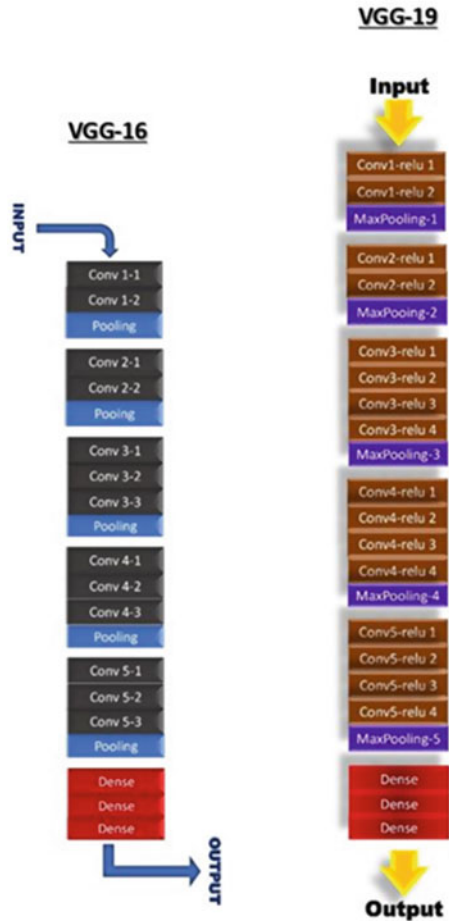 VGG-16
INPUT
Conv 1-1
Conv 1-2
Pooling
Conv 2-1
Conv 2-2
Pooing
Conv 3-1
Conv 3-2
Conv 3-3
Pooling
Conv 4-1
Conv 4-2
Conv 4-3
Pooling
Conv 5-1
Conv 5-2
Conv 5-3
Pooling
Dense
Dense
Dense
OUTPUT
VGG-19
Input
Conv1-relu 1
Conv1-relu 2
MaxPooling-1
Conv2-relu 1
Conv2-relu 2
MaxPooing-2
Conv3-relu 1
Conv3-relu 2
Conv3-relu 3
Conv3-relu 4
MaxPooling-3
Conv4-relu 1
Conv4-relu 2
Conv4-relu 3
Conv4-relu 4
MaxPooling-4
Conv5-relu 1
Conv5-relu 2
Conv5-relu 3
Conv5-relu 4
MaxPooling-5
Dense
Dense
Dense
Output